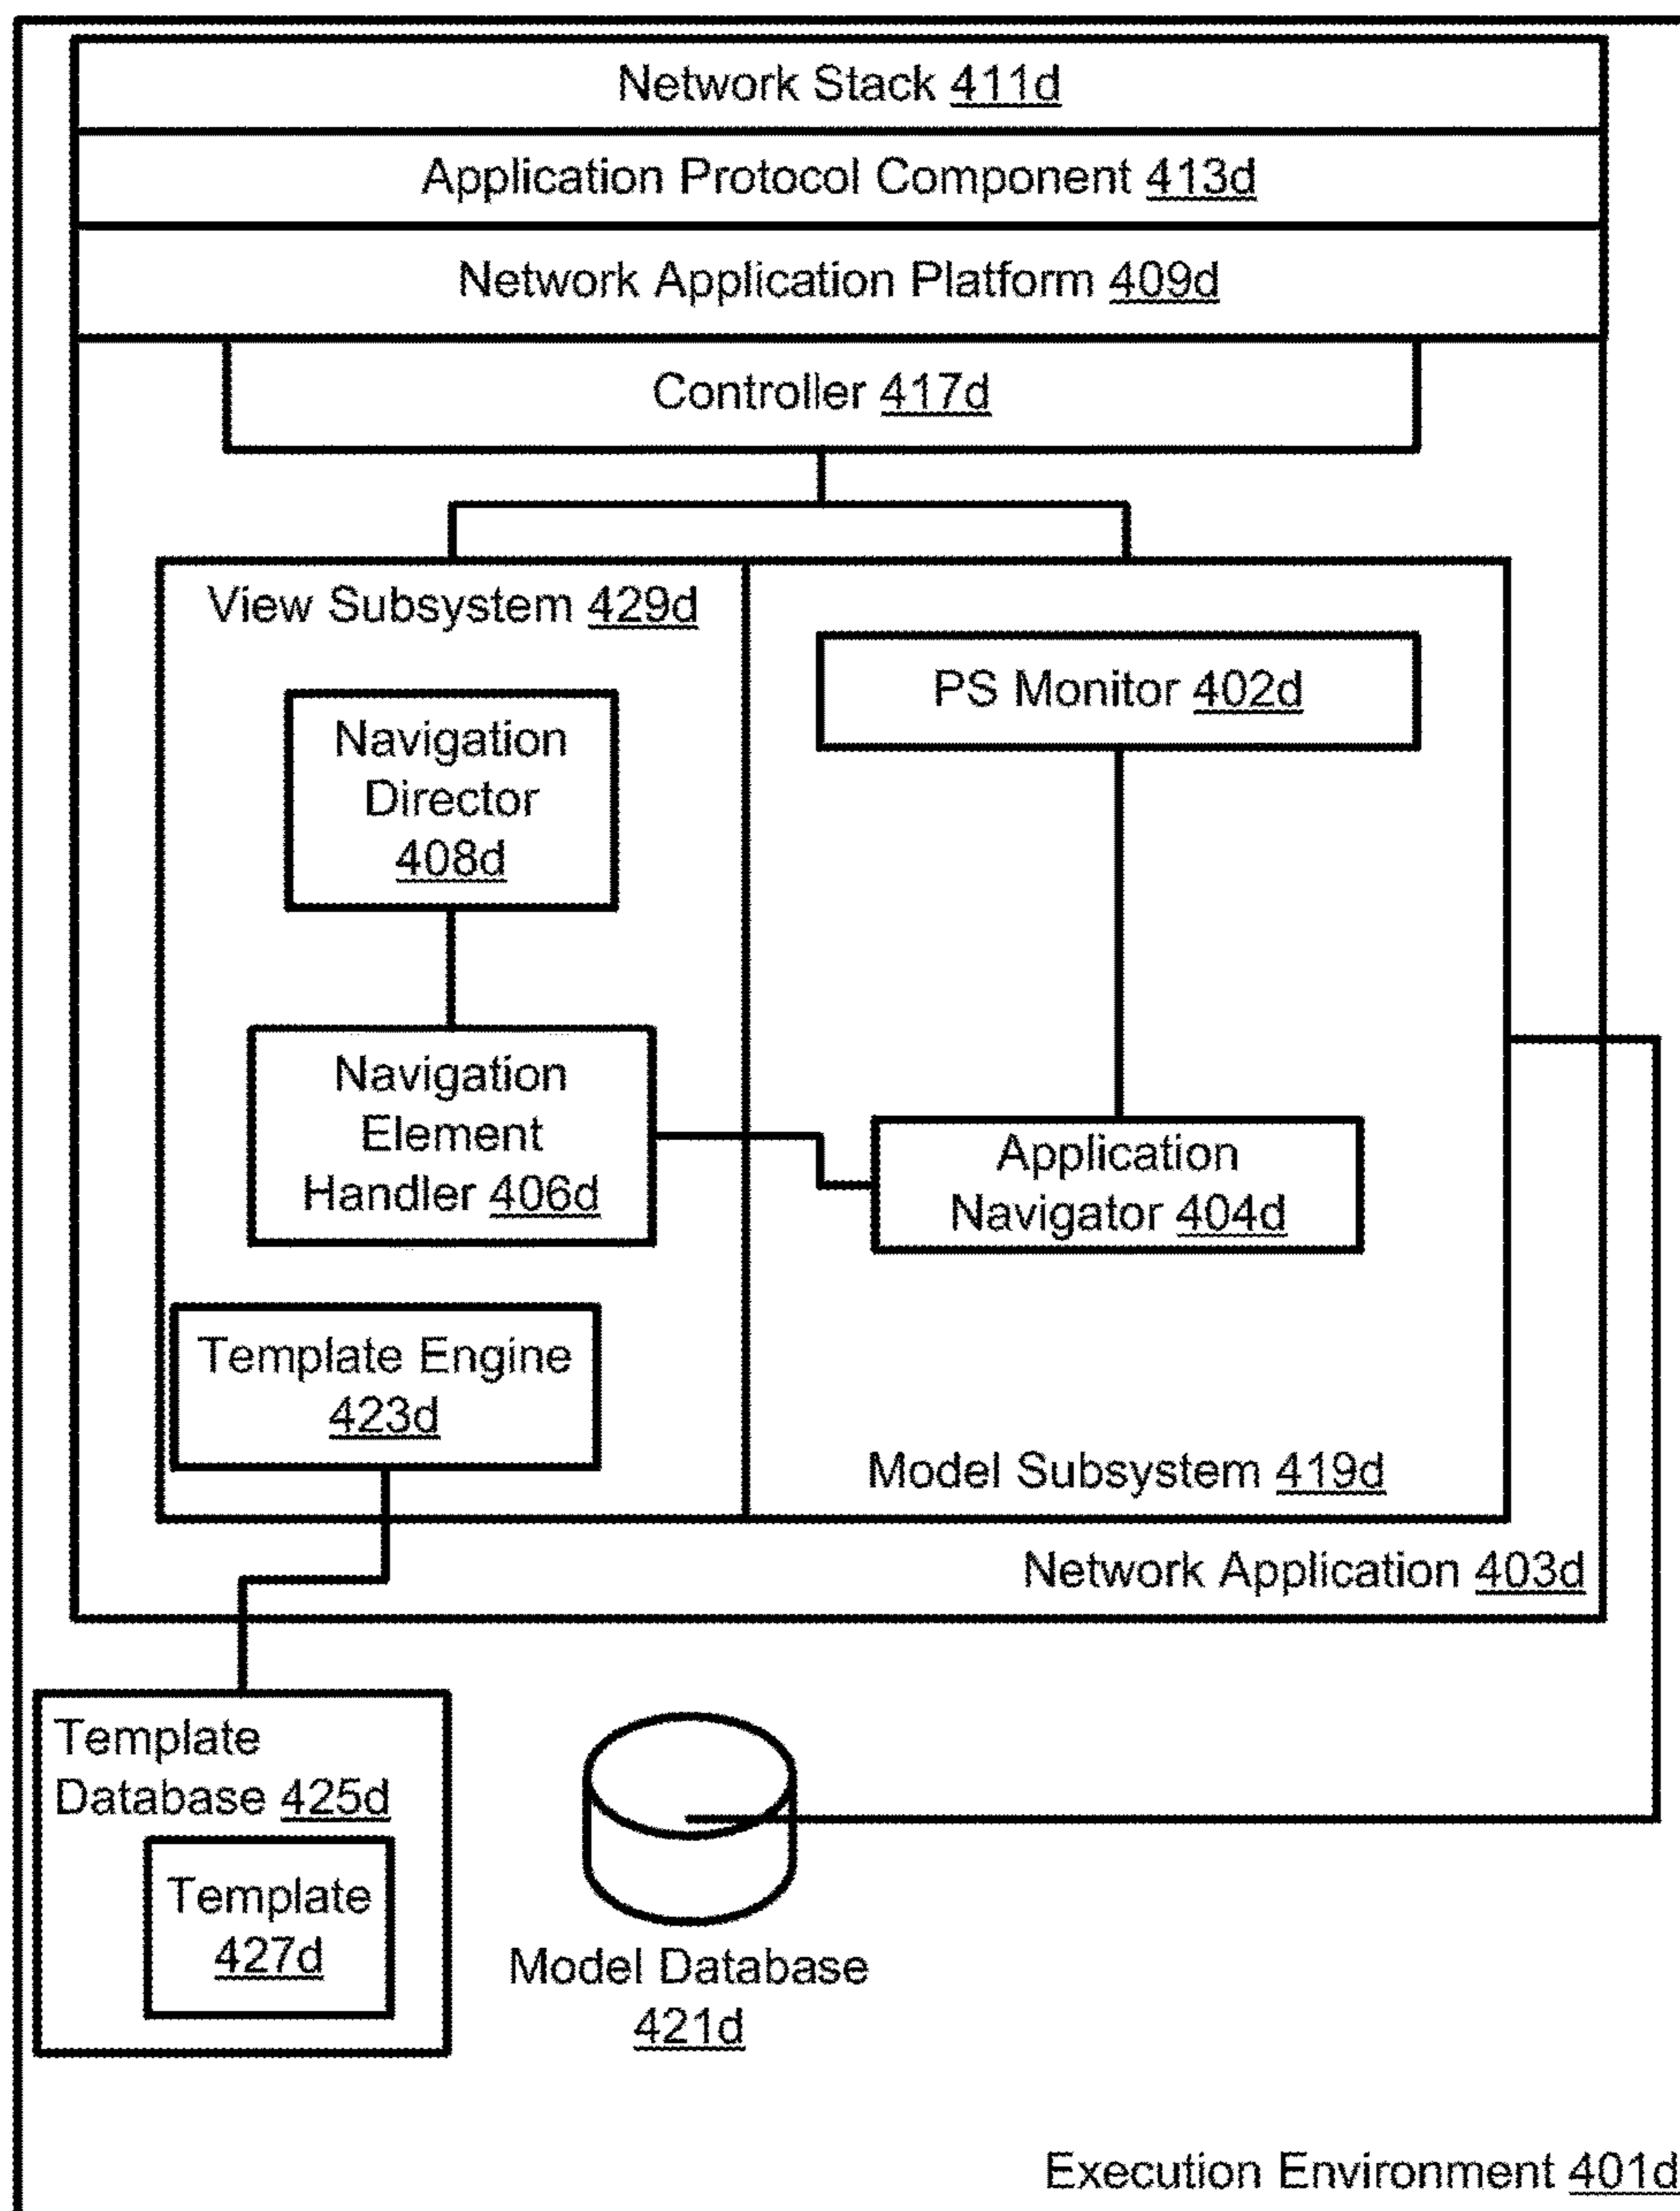 Network Stack 411d
Application Protocol Component 413d
Network Application Platform 409d
Controller 417d
View Subsystem 429d
Navigation
Director
408d
Navigation
Element
Handler 406d
Template Engine
423d
PS Monitor 402d
Application
Navigator 404d
Model Subsystem 419d
Network Application 403d
Template
Database 425d
Template
427d
Model Database
421d
Execution Environment 401d